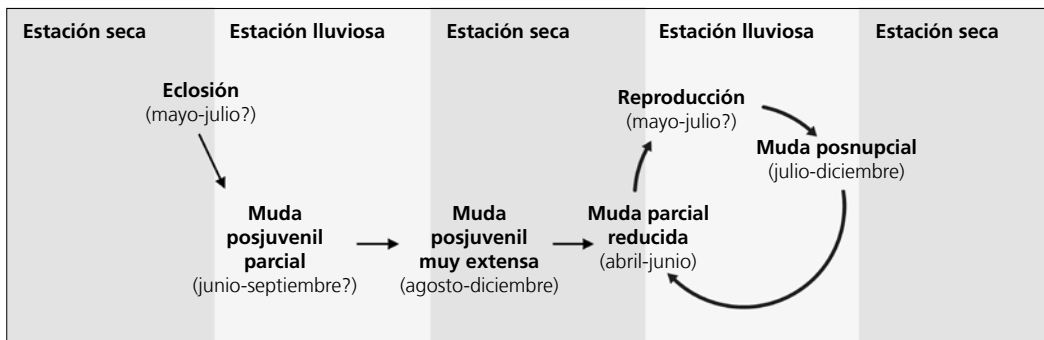 Estación seca
Estación lluviosa
Estación seca
Estación lluviosa
Estación seca
Eclosión
(mayo-julio?)
Muda
posjuvenil
parcial
(junio-septiembre?)
Muda
posjuvenil
muy extensa
(agosto-diciembre)
Muda parcial
reducida
(abril-junio)
Reproducción
(mayo-julio?)
Muda posnupcial
(julio-diciembre)